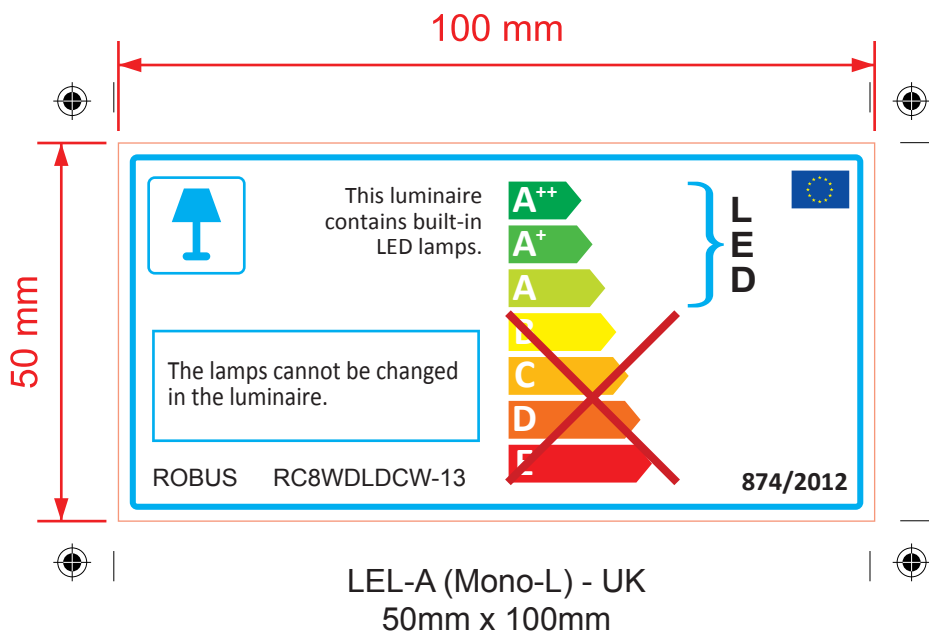 100 mm
50 mm
This luminaire
contains built-in
LED lamps.
A++
A+
A
B
C
D
E
L
E
D
The lamps cannot be changed
in the luminaire.
ROBUS RC8WDLDCW-13
874/2012
LEL-A (Mono-L) - UK
50mm x 100mm